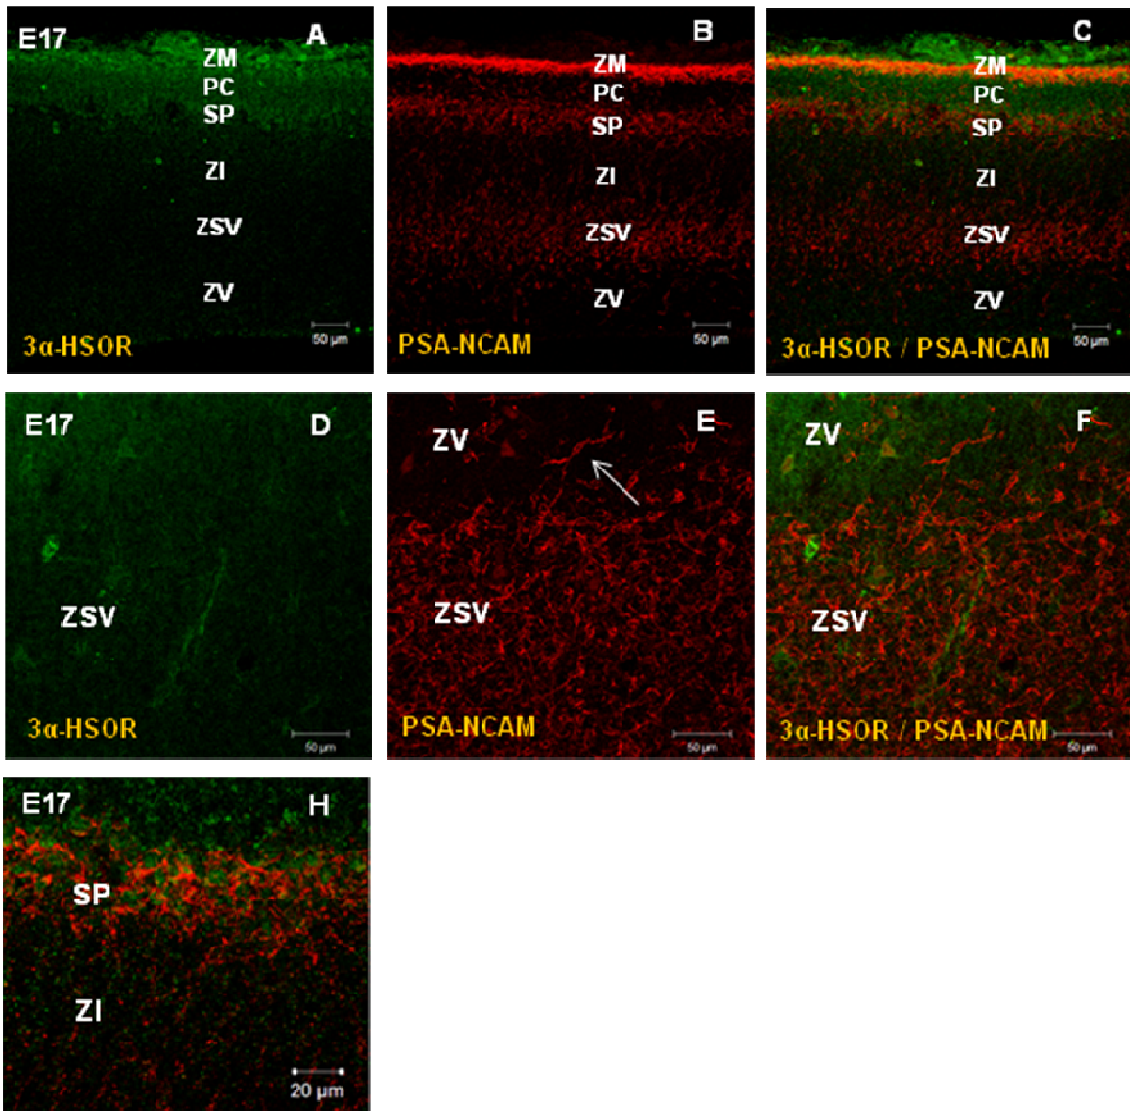 E17 A
ZM
PC
SP
ZI
ZSV
ZV
50 µm
3α-HSOR
B
ZM
PC
SP
ZI
ZSV
ZV
50 µm
PSA-NCAM
C
ZM
PC
SP
ZI
ZSV
ZV
50 µm
3α-HSOR / PSA-NCAM
E17 D
ZSV
3α-HSOR
50 µm
E
ZV
ZSV
PSA-NCAM
50 µm
F
ZV
ZSV
3α-HSOR / PSA-NCAM
50 µm
E17 H
SP
ZI
20 µm